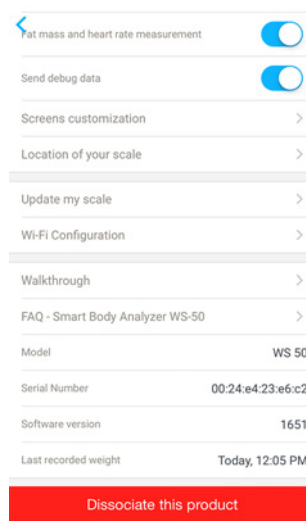 Fat mass and heart rate measurement
Send debug data
Screens customization
Location of your scale
Update my scale
Wi-Fi Configuration
Walkthrough
FAQ - Smart Body Analyzer WS-50
Model WS 50
Serial Number 00:24:e4:23:e6:c2
Software version 1651
Last recorded weight Today, 12:05 PM
Dissociate this product